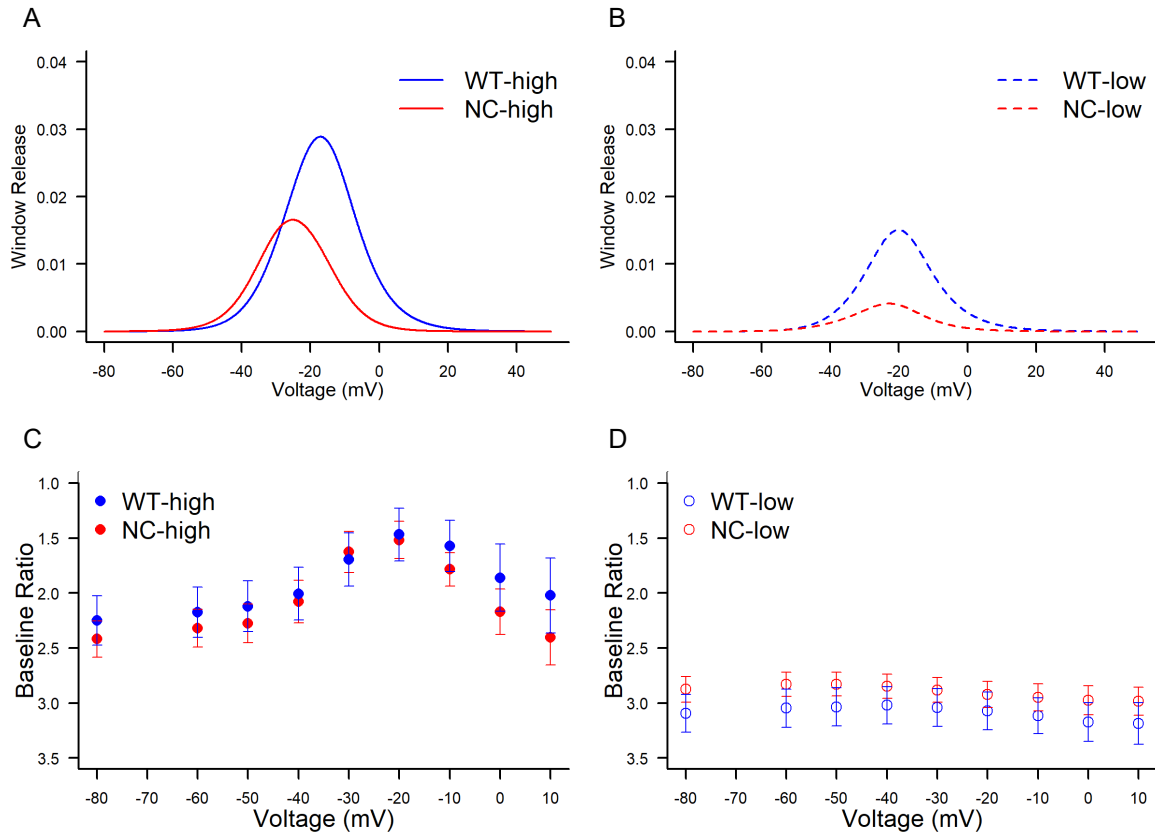 A
0.04
0.03
0.02
0.01
0.00
Window Release
WT-high
NC-high
-80 -60 -40 -20 0 20 40
Voltage (mV)
B
0.04
0.03
0.02
0.01
0.00
Window Release
WT-low
NC-low
-80 -60 -40 -20 0 20 40
Voltage (mV)
C
1.0
1.5
2.0
2.5
3.0
3.5
Baseline Ratio
WT-high
NC-high
-80 -70 -60 -50 -40 -30 -20 -10 0 10
Voltage (mV)
D
1.0
1.5
2.0
2.5
3.0
3.5
Baseline Ratio
WT-low
NC-low
-80 -70 -60 -50 -40 -30 -20 -10 0 10
Voltage (mV)